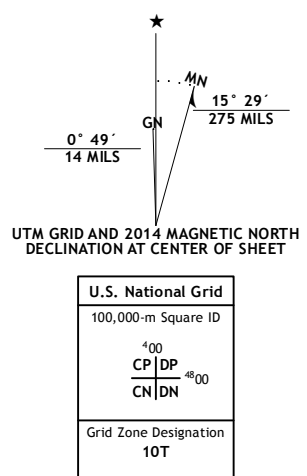 ★
MN
GN
15° 29´
275 MILS
0° 49´
14 MILS
UTM GRID AND 2014 MAGNETIC NORTH
DECLINATION AT CENTER OF SHEET
U.S. National Grid
100,000-m Square ID
⁴00
CP DP
⁴⁸00
CN DN
Grid Zone Designation
10T